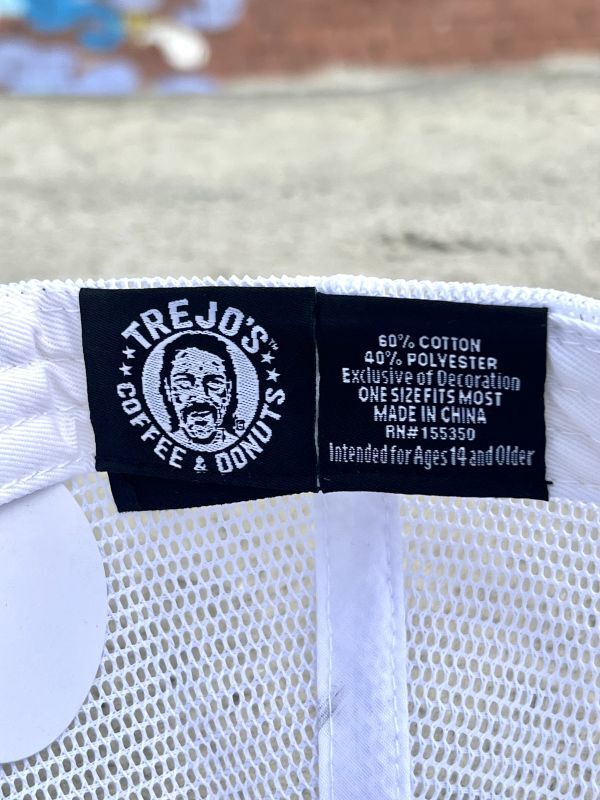 TREJO'S™
COFFEE & DONUTS
60% COTTON
40% POLYESTER
Exclusive of Decoration
ONE SIZE FITS MOST
MADE IN CHINA
RN# 155350
Intended for Ages 14 and Older